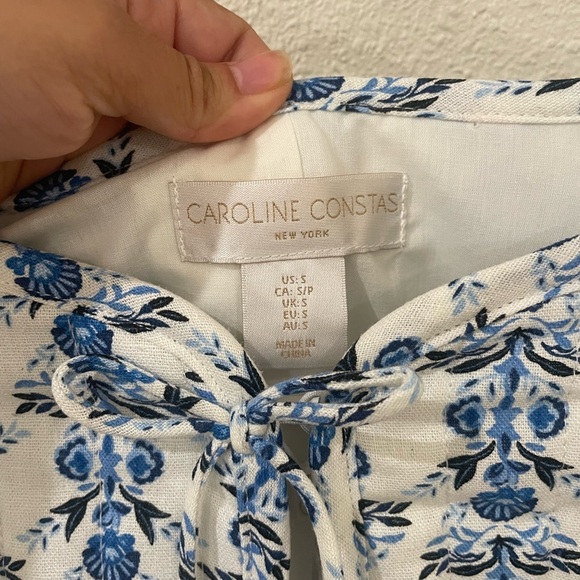 CAROLINE CONSTAS
NEW YORK
US: S
CA: S/P
UK: S
EU: S
AU: S
MADE IN
CHINA